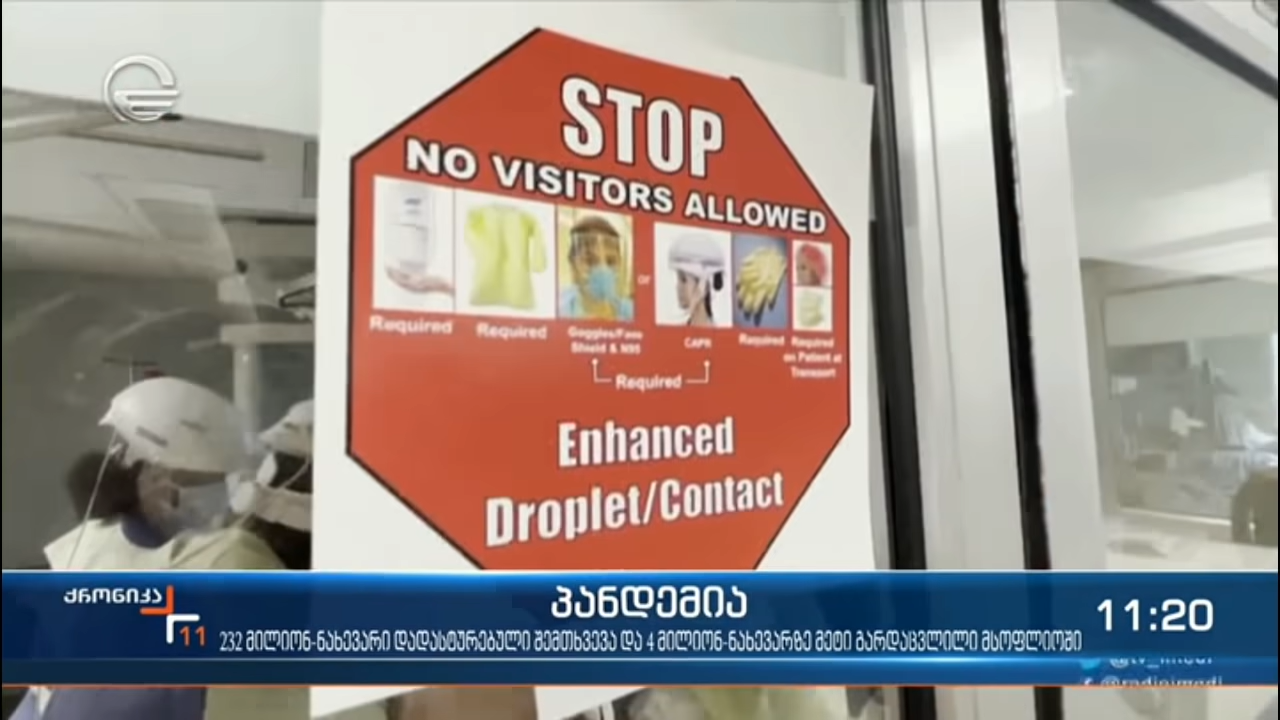 STOP
NO VISITORS ALLOWED
or
Required
Required
Goggles/Face
Shield & N95
CAPR
Required
Required
on Patient at
Transport
Required
Enhanced
Droplet/Contact
ქრონიკა
11
პანდემია
11:20
232 მილიონ-ნახევარი დადასტურებული შემთხვევა და 4 მილიონ-ნახევარზე მეტი გარდაცვლილი მსოფლიოში